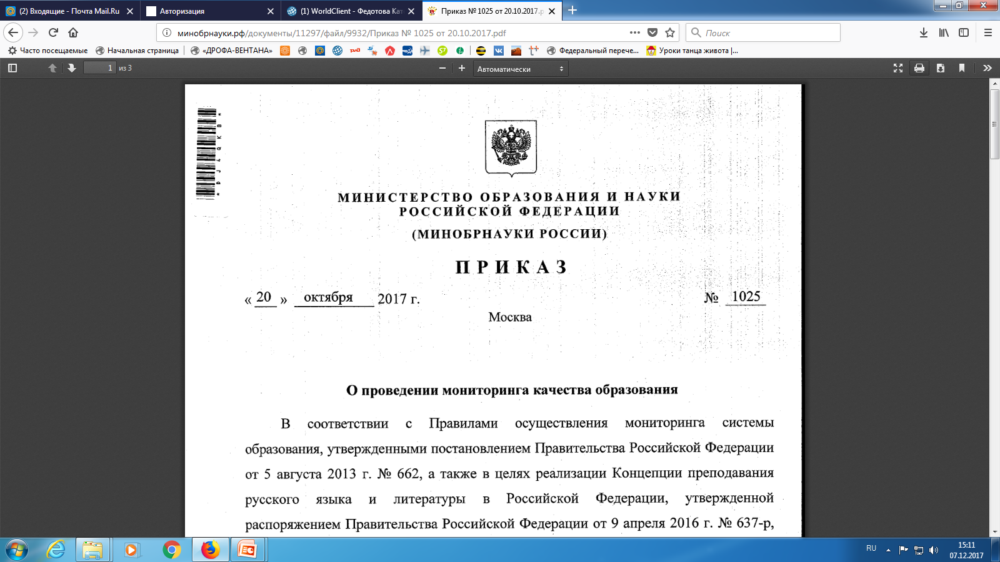 (2) Входящие - Почта Mail.Ru
Авторизация
(1) WorldClient - Федотова Кат
Приказ № 1025 от 20.10.2017.p
минобрнауки.рф/документы/11297/файл/9932/Приказ № 1025 от 20.10.2017.pdf
Поиск
Часто посещаемые
Начальная страница
«ДРОФА-ВЕНТАНА»
Федеральный перече...
Уроки танца живота |...
1 из 3
Автоматически
* D J 4 Q K B *
МИНИСТЕРСТВО ОБРАЗОВАНИЯ И НАУКИ
РОССИЙСКОЙ ФЕДЕРАЦИИ
(МИНОБРНАУКИ РОССИИ)
ПРИКАЗ
« 20 » октября 2017 г. № 1025
Москва
О проведении мониторинга качества образования
В соответствии с Правилами осуществления мониторинга системы
образования, утвержденными постановлением Правительства Российской Федерации
от 5 августа 2013 г. № 662, а также в целях реализации Концепции преподавания
русского языка и литературы в Российской Федерации, утвержденной
распоряжением Правительства Российской Федерации от 9 апреля 2016 г. № 637-р,
RU
15:11
07.12.2017